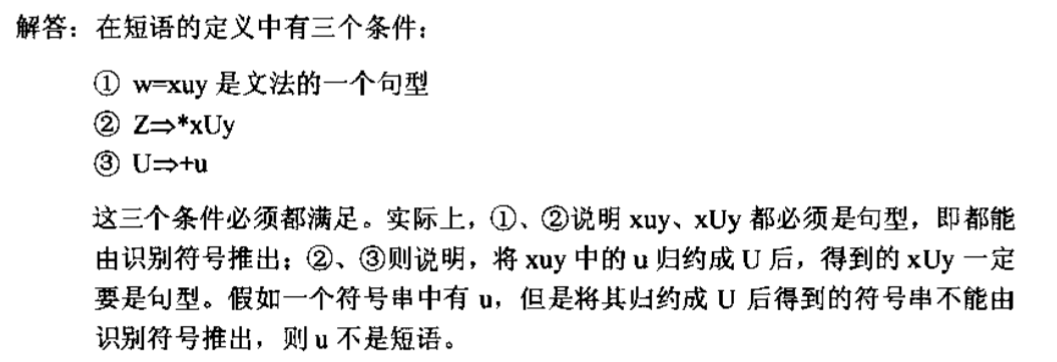 解答：在短语的定义中有三个条件：
① w=xuy 是文法的一个句型
② Z⇒*xUy
③ U⇒+u
这三个条件必须都满足。实际上，①、②说明 xuy、xUy 都必须是句型，即都能
由识别符号推出；②、③则说明，将 xuy 中的 u 归约成 U 后，得到的 xUy 一定
要是句型。假如一个符号串中有 u，但是将其归约成 U 后得到的符号串不能由
识别符号推出，则 u 不是短语。